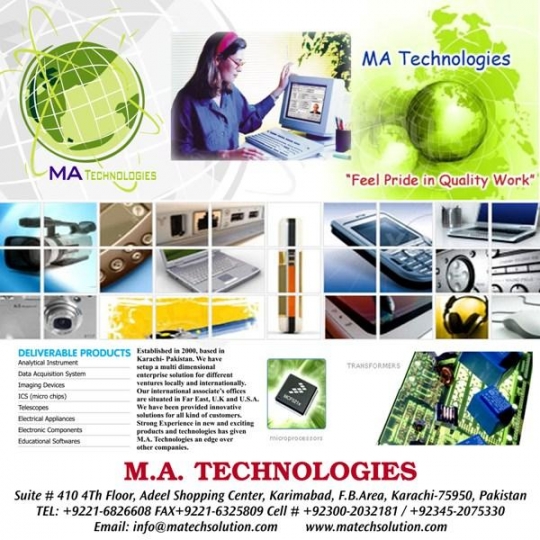 MA TECHNOLOGIES
MA Technologies
"Feel Pride in Quality Work"
DELIVERABLE PRODUCTS
Analytical Instrument
Data Acquisition System
Imaging Devices
ICS (micro chips)
Telescopes
Electrical Appliances
Electronic Components
Educational Softwares
Established in 2000, based in
Karachi- Pakistan. We have
setup a multi dimensional
enterprise solution for different
ventures locally and internationally.
Our international associate's offices
are situated in Far East, U.K and U.S.A.
We have been provided innovative
solutions for all kind of customers.
Strong Experience in new and exciting
products and technologies has given
M.A. Technologies an edge over
other companies.
microprocessors
TRANSFORMERS
M.A. TECHNOLOGIES
Suite # 410 4Th Floor, Adeel Shopping Center, Karimabad, F.B.Area, Karachi-75950, Pakistan
TEL: +9221-6826608 FAX+9221-6325809 Cell # +92300-2032181 / +92345-2075330
Email: info@matechsolution.com www.matechsolution.com